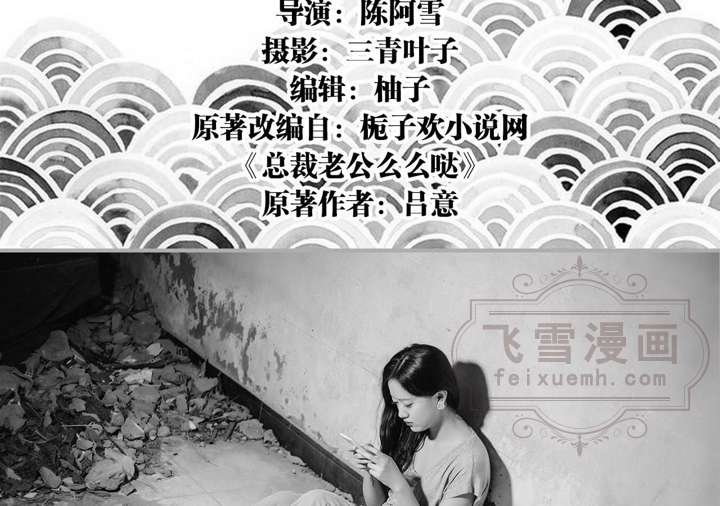 导演：陈阿雪
摄影：三青叶子
编辑：柚子
原著改编自：栀子欢小说网
《总裁老公么么哒》
原著作者：吕意
飞雪漫画
feixuemh.com